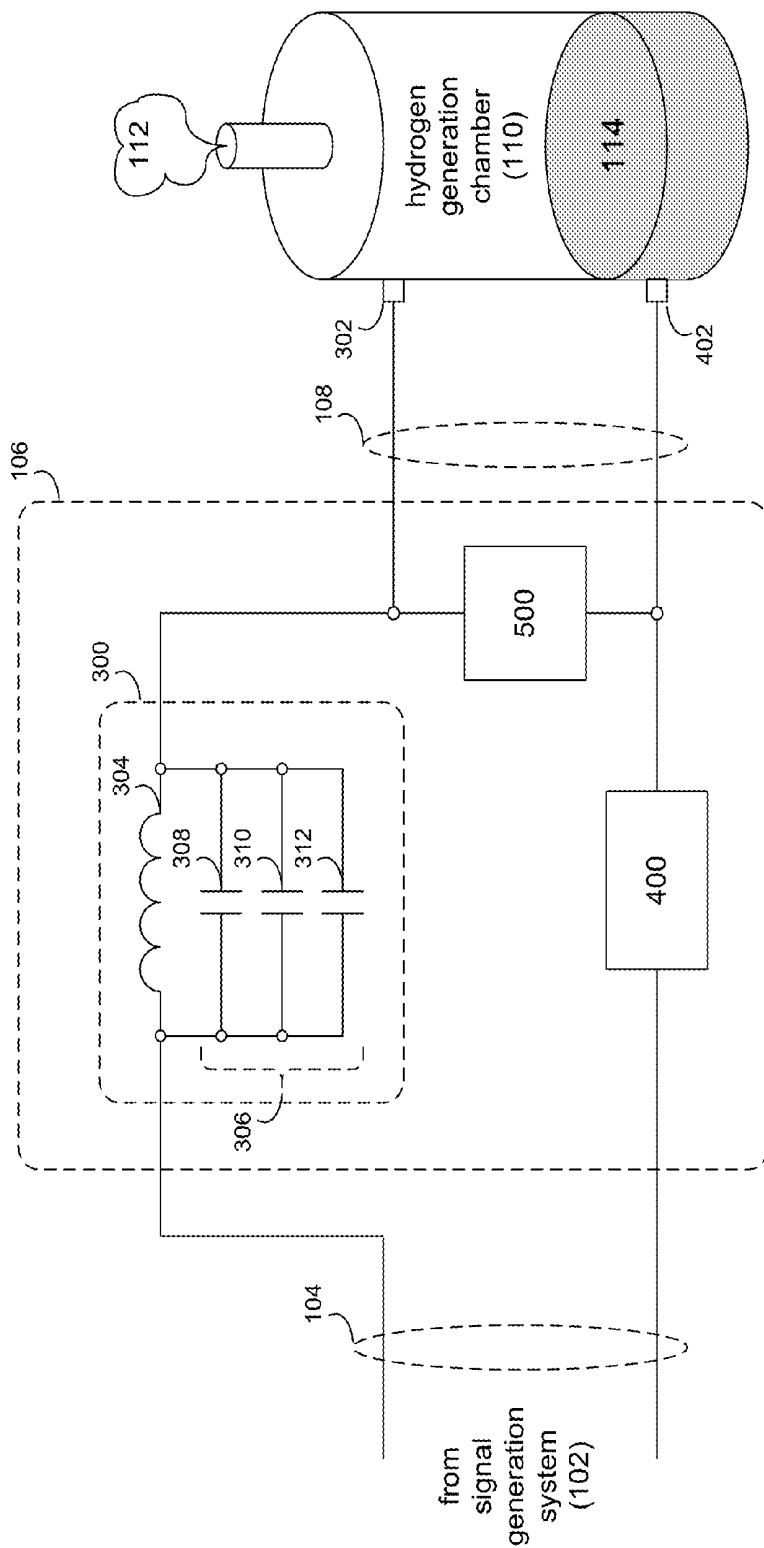 106
300
304
308
310
312
306
104
from
signal
generation
system
(102)
400
500
108
302
402
112
hydrogen
generation
chamber
(110)
114